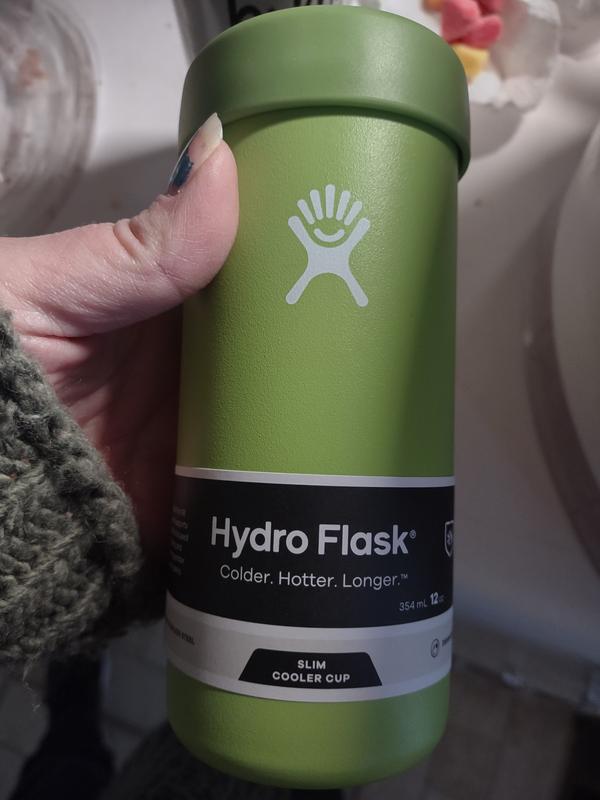 Hydro Flask®
Colder. Hotter. Longer.™
354 mL 12 oz
SLIM
COOLER CUP